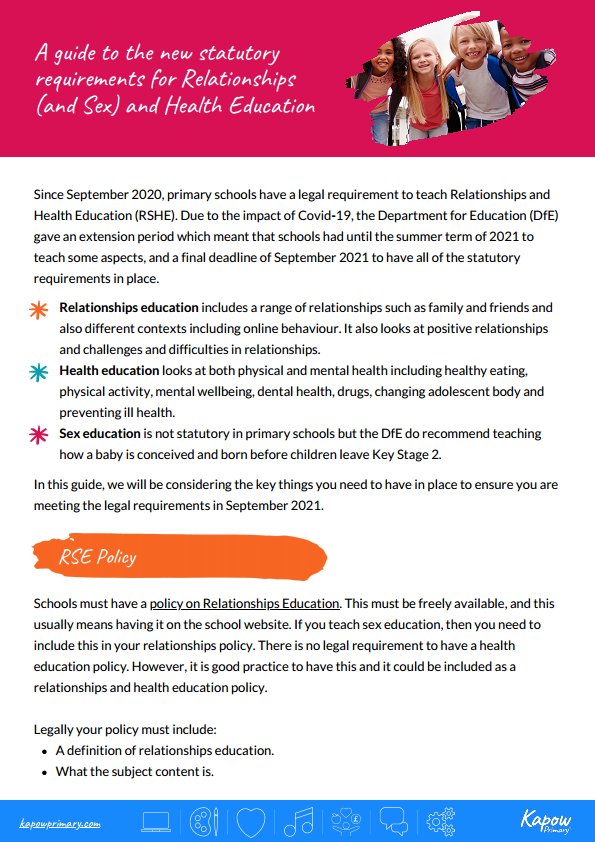 A guide to the new statutory
requirements for Relationships
(and Sex) and Health Education
Since September 2020, primary schools have a legal requirement to teach Relationships and
Health Education (RSHE). Due to the impact of Covid-19, the Department for Education (DfE)
gave an extension period which meant that schools had until the summer term of 2021 to
teach some aspects, and a final deadline of September 2021 to have all of the statutory
requirements in place.
Relationships education includes a range of relationships such as family and friends and
also different contexts including online behaviour. It also looks at positive relationships
and challenges and difficulties in relationships.
Health education looks at both physical and mental health including healthy eating,
physical activity, mental wellbeing, dental health, drugs, changing adolescent body and
preventing ill health.
Sex education is not statutory in primary schools but the DfE do recommend teaching
how a baby is conceived and born before children leave Key Stage 2.
In this guide, we will be considering the key things you need to have in place to ensure you are
meeting the legal requirements in September 2021.
RSE Policy
Schools must have a policy on Relationships Education. This must be freely available, and this
usually means having it on the school website. If you teach sex education, then you need to
include this in your relationships policy. There is no legal requirement to have a health
education policy. However, it is good practice to have this and it could be included as a
relationships and health education policy.
Legally your policy must include:
• A definition of relationships education.
• What the subject content is.
kapowprimary.com
Kapow
Primary